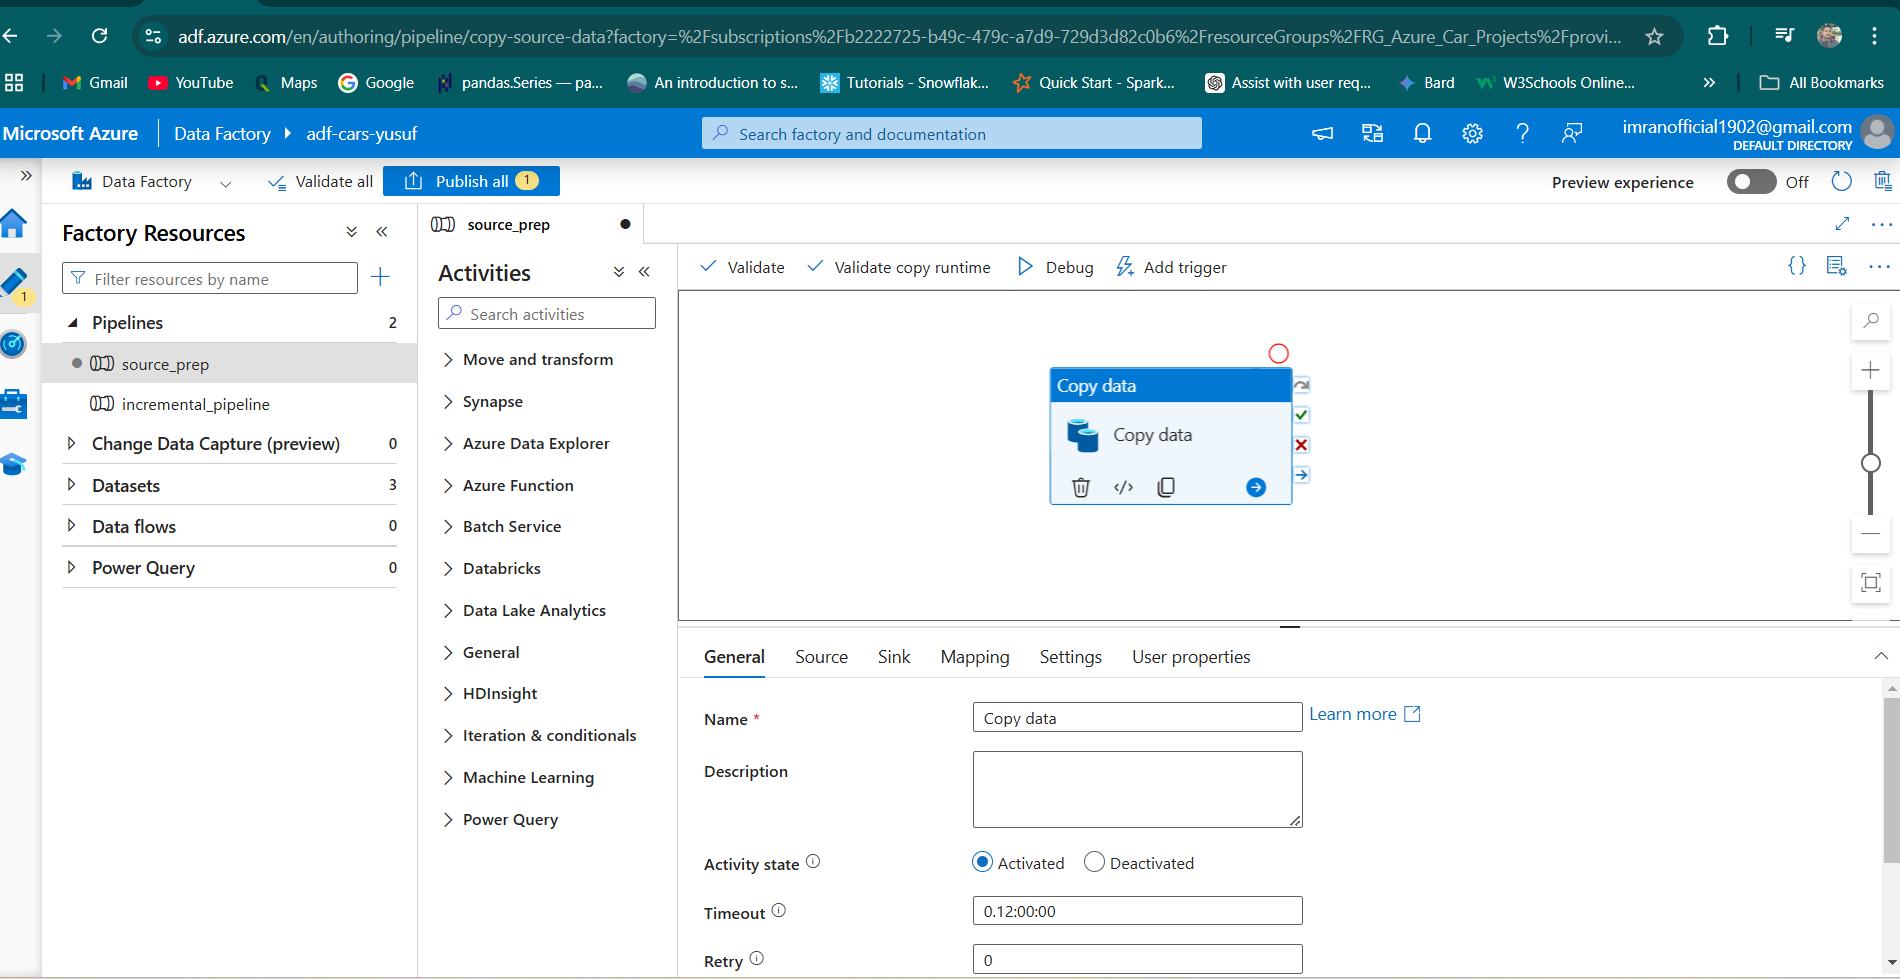 adf.azure.com/en/authoring/pipeline/copy-source-data?factory=%2Fsubscriptions%2Fb2222725-b49c-479c-a7d9-729d3d82c0b6%2FresourceGroups%2FRG_Azure_Car_Projects%2Fprovi...
Gmail YouTube Maps Google pandas.Series — pa... An introduction to s... Tutorials - Snowflak... Quick Start - Spark... Assist with user req... Bard W3Schools Online... » All Bookmarks
Microsoft Azure Data Factory adf-cars-yusuf Search factory and documentation imranofficial1902@gmail.com
DEFAULT DIRECTORY
Data Factory Validate all Publish all 1 Preview experience Off
Factory Resources
Filter resources by name
1
Pipelines 2
source_prep
incremental_pipeline
Change Data Capture (preview) 0
Datasets 3
Data flows 0
Power Query 0
source_prep
Activities
Search activities
Move and transform
Synapse
Azure Data Explorer
Azure Function
Batch Service
Databricks
Data Lake Analytics
General
HDInsight
Iteration & conditionals
Machine Learning
Power Query
Validate Validate copy runtime Debug Add trigger
Copy data
Copy data
General Source Sink Mapping Settings User properties
Name * Copy data Learn more
Description
Activity state Activated Deactivated
Timeout 0.12:00:00
Retry 0